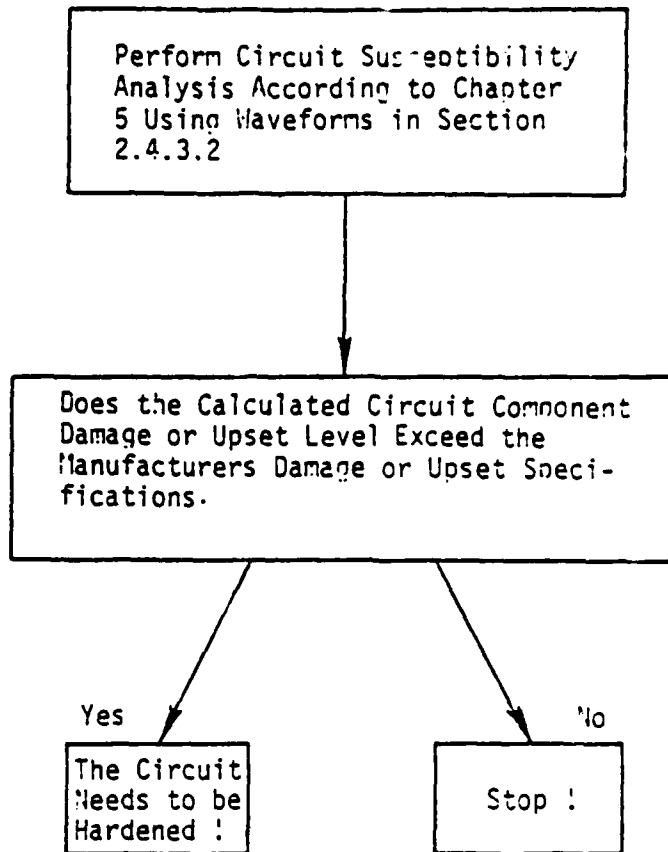 Perform Circuit Susceptibility
Analysis According to Chapter
5 Using Waveforms in Section
2.4.3.2
Does the Calculated Circuit Component
Damage or Upset Level Exceed the
Manufacturers Damage or Upset Speci-
fications.
Yes
No
The Circuit
Needs to be
Hardened !
Stop !